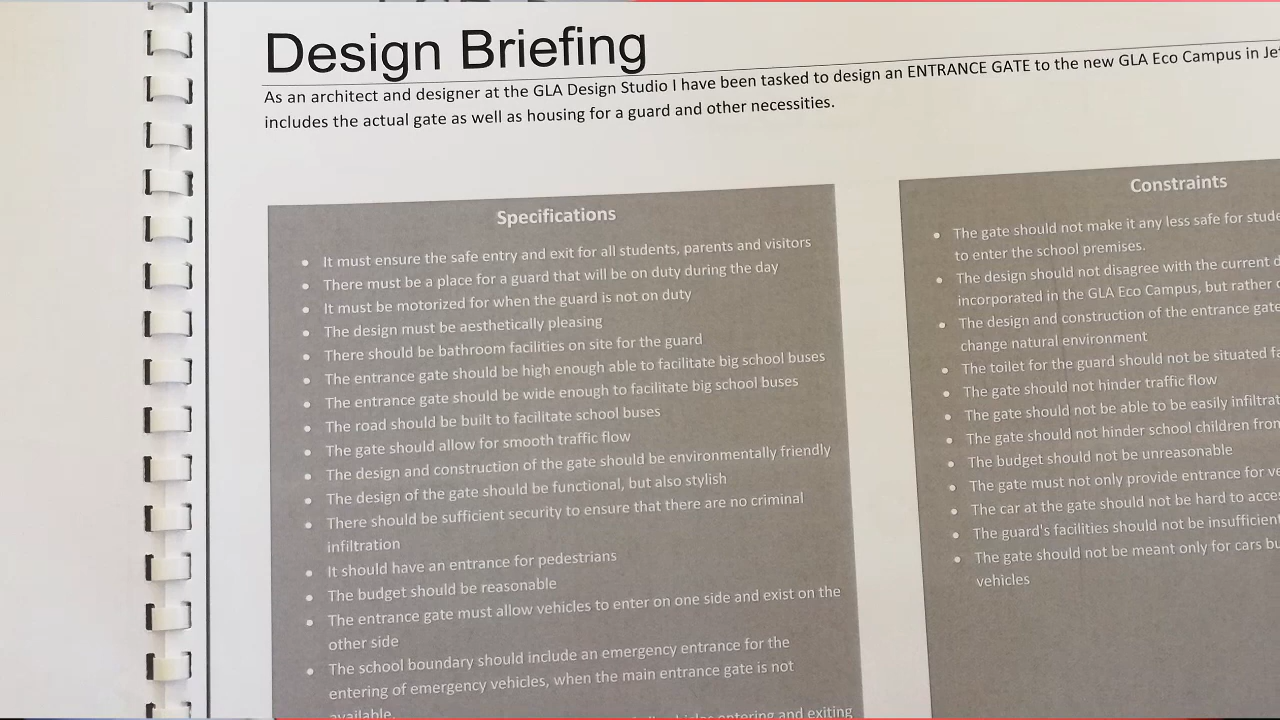 Design Briefing
As an architect and designer at the GLA Design Studio I have been tasked to design an ENTRANCE GATE to the new GLA Eco Campus in
includes the actual gate as well as housing for a guard and other necessities.
Specifications
• It must ensure the safe entry and exit for all students, parents and visitors
• There must be a place for a guard that will be on duty during the day
• It must be motorized for when the guard is not on duty
• The design must be aesthetically pleasing
• There should be bathroom facilities on site for the guard
• The entrance gate should be high enough able to facilitate big school buses
• The entrance gate should be wide enough to facilitate big school buses
• The road should be built to facilitate school buses
• The gate should allow for smooth traffic flow
• The design and construction of the gate should be environmentally friendly
• The design of the gate should be functional, but also stylish
• There should be sufficient security to ensure that there are no criminal
infiltration
• It should have an entrance for pedestrians
• The budget should be reasonable
• The entrance gate must allow vehicles to enter on one side and exist on the
other side
• The school boundary should include an emergency entrance for the
entering of emergency vehicles, when the main entrance gate is not
available.
entering and exiting
Constraints
• The gate should not make it any less safe for
to enter the school premises.
• The design should not disagree with the current
incorporated in the GLA Eco Campus, but rather
• The design and construction of the entrance gate
change natural environment
• The toilet for the guard should not be situated
• The gate should not hinder traffic flow
• The gate should not be able to be easily
• The gate should not hinder school children
• The budget should not be unreasonable
• The gate must not only provide entrance for
• The car at the gate should not be hard to
• The guard's facilities should not be insufficient
• The gate should not be meant only for cars
vehicles